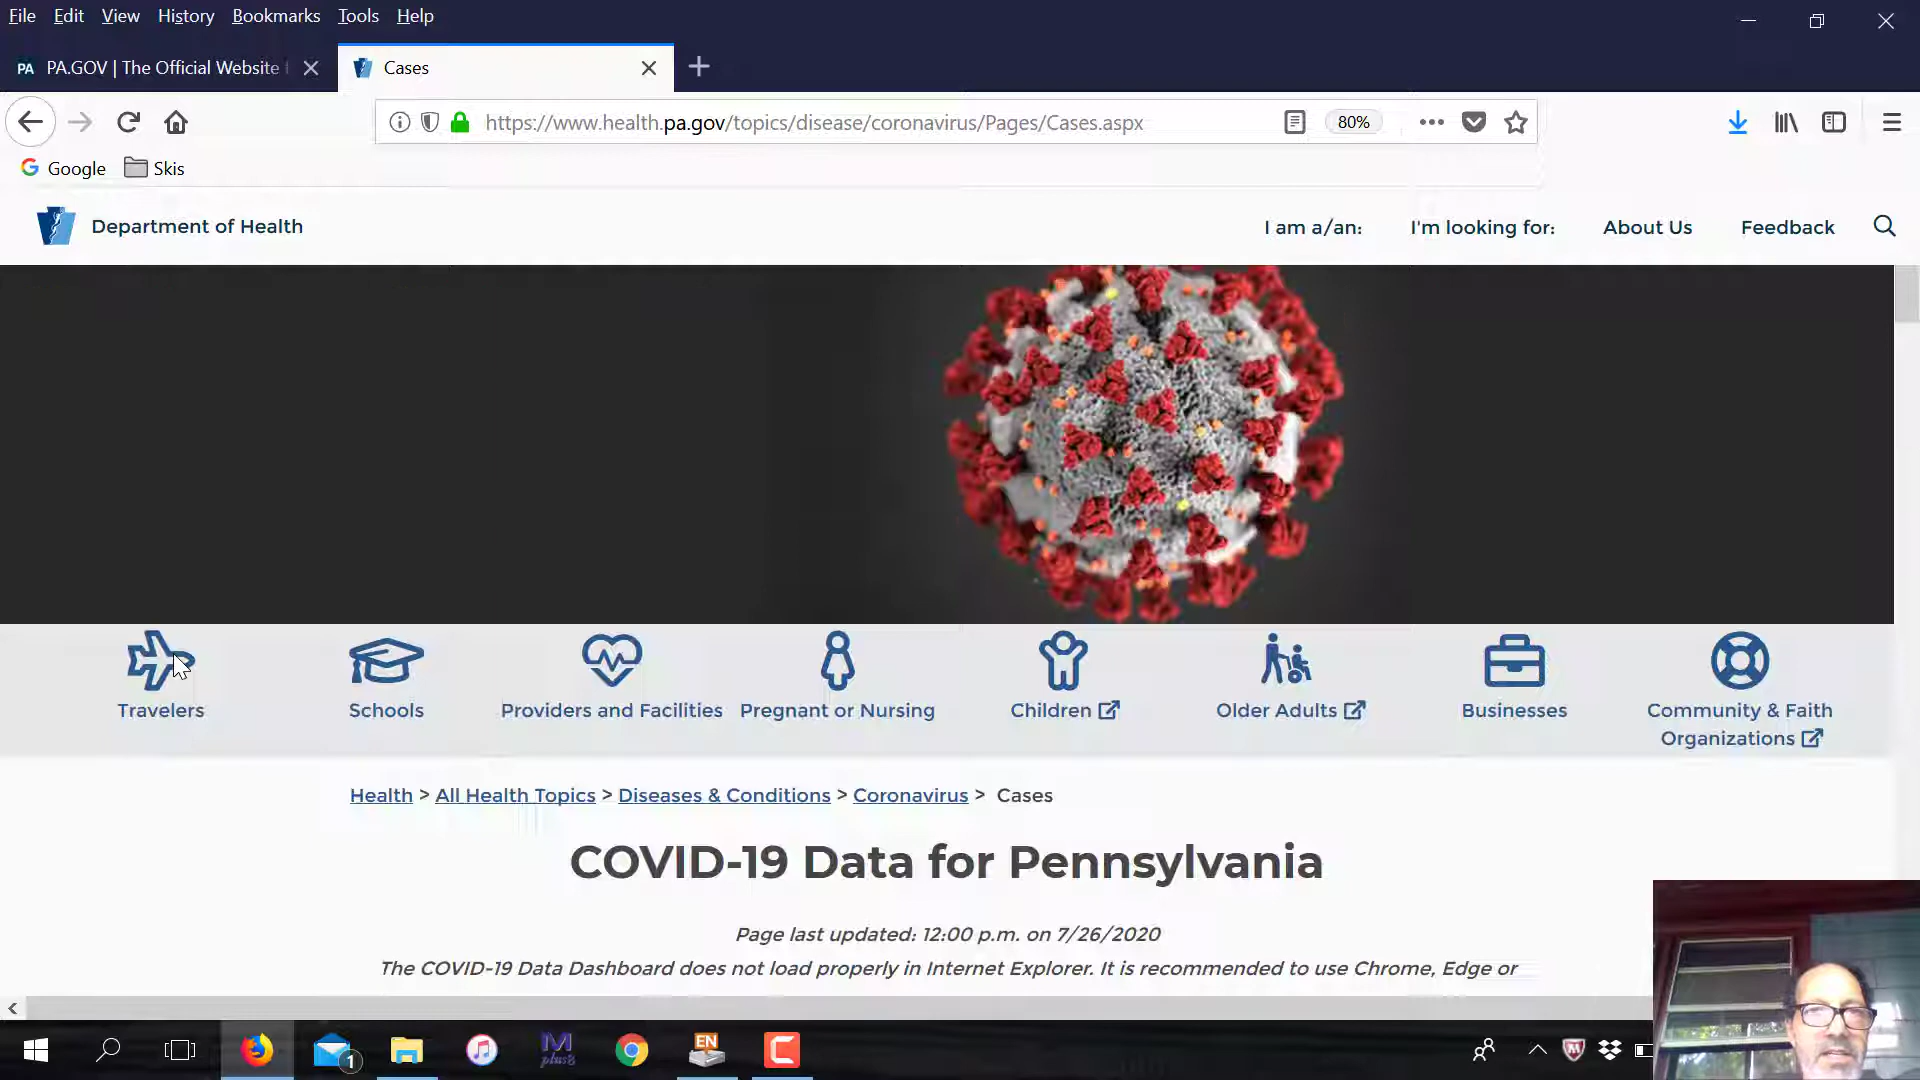 File Edit View History Bookmarks Tools Help
PA PA.GOV | The Official Website
Cases
https://www.health.pa.gov/topics/disease/coronavirus/Pages/Cases.aspx
80%
Google Skis
Department of Health
I am a/an: I'm looking for: About Us Feedback
Travelers Schools Providers and Facilities Pregnant or Nursing Children Older Adults Businesses Community & Faith
Organizations
Health > All Health Topics > Diseases & Conditions > Coronavirus > Cases
COVID-19 Data for Pennsylvania
Page last updated: 12:00 p.m. on 7/26/2020
The COVID-19 Data Dashboard does not load properly in Internet Explorer. It is recommended to use Chrome, Edge or
1 M plus8 EN